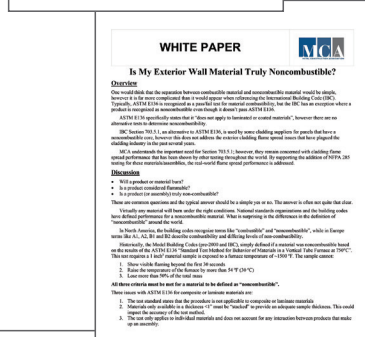 WHITE PAPER
MCA
Is My Exterior Wall Material Truly Noncombustible?
Overview
One would think that the separation between combustible material and noncombustible material would be simple,
however it is far more complicated than it would appear when referencing the International Building Code (IBC).
Typically, ASTM E136 is recognized as a pass/fail test for material combustibility, but the IBC has an exception where a
product is recognized as noncombustible even though it doesn't pass ASTM E136.
ASTM E136 specifically states that it "does not apply to laminated or coated materials", however there are no
alternative tests to determine noncombustibility.
IBC Section 703.5.1, an alternative to ASTM E136, is used by some cladding suppliers for panels that have a
noncombustible core, however this does not address the exterior cladding flame spread issues that have plagued the
cladding industry in the past several years.
MCA understands the important need for Section 703.5.1; however, they remain concerned with cladding flame
spread performance that has been shown by other testing throughout the world. By supporting the addition of NFPA 285
testing for these materials/assemblies, the real-world flame spread performance is addressed.
Discussion
• Will a product or material burn?
• Is a product considered flammable?
• Is a product (or assembly) truly non-combustible?
These are common questions and the typical answer should be a simple yes or no. The answer is often not quite that clear.
Virtually any material will burn under the right conditions. National standards organizations and the building codes
have defined performance for a noncombustible material. What is surprising is the differences in the definition of
"noncombustible" around the world.
In North America, the building codes recognize terms like "combustible" and "noncombustible", while in Europe
terms like A1, A2, B1 and B2 describe combustibility and differing levels of non-combustibility.
Historically, the Model Building Codes (pre-2000 and IBC), simply defined if a material was noncombustible based
on the results of the ASTM E136 "Standard Test Method for Behavior of Materials in a Vertical Tube Furnace at 750°C".
This test requires a 1 inch" material sample is exposed to a furnace temperature of ~1500 °F. The sample cannot:
1. Show visible flaming beyond the first 30 seconds
2. Raise the temperature of the furnace by more than 54 °F (30 °C)
3. Lose more than 50% of the total mass
All three criteria must be met for a material to be defined as "noncombustible".
Three issues with ASTM E136 for composite or laminate materials are:
1. The test standard states that the procedure is not applicable to composite or laminate materials
2. Materials only available in a thickness <1" must be "stacked" to provide an adequate sample thickness. This could
impact the accuracy of the test method.
3. The test only applies to individual materials and does not account for any interaction between products that make
up an assembly.